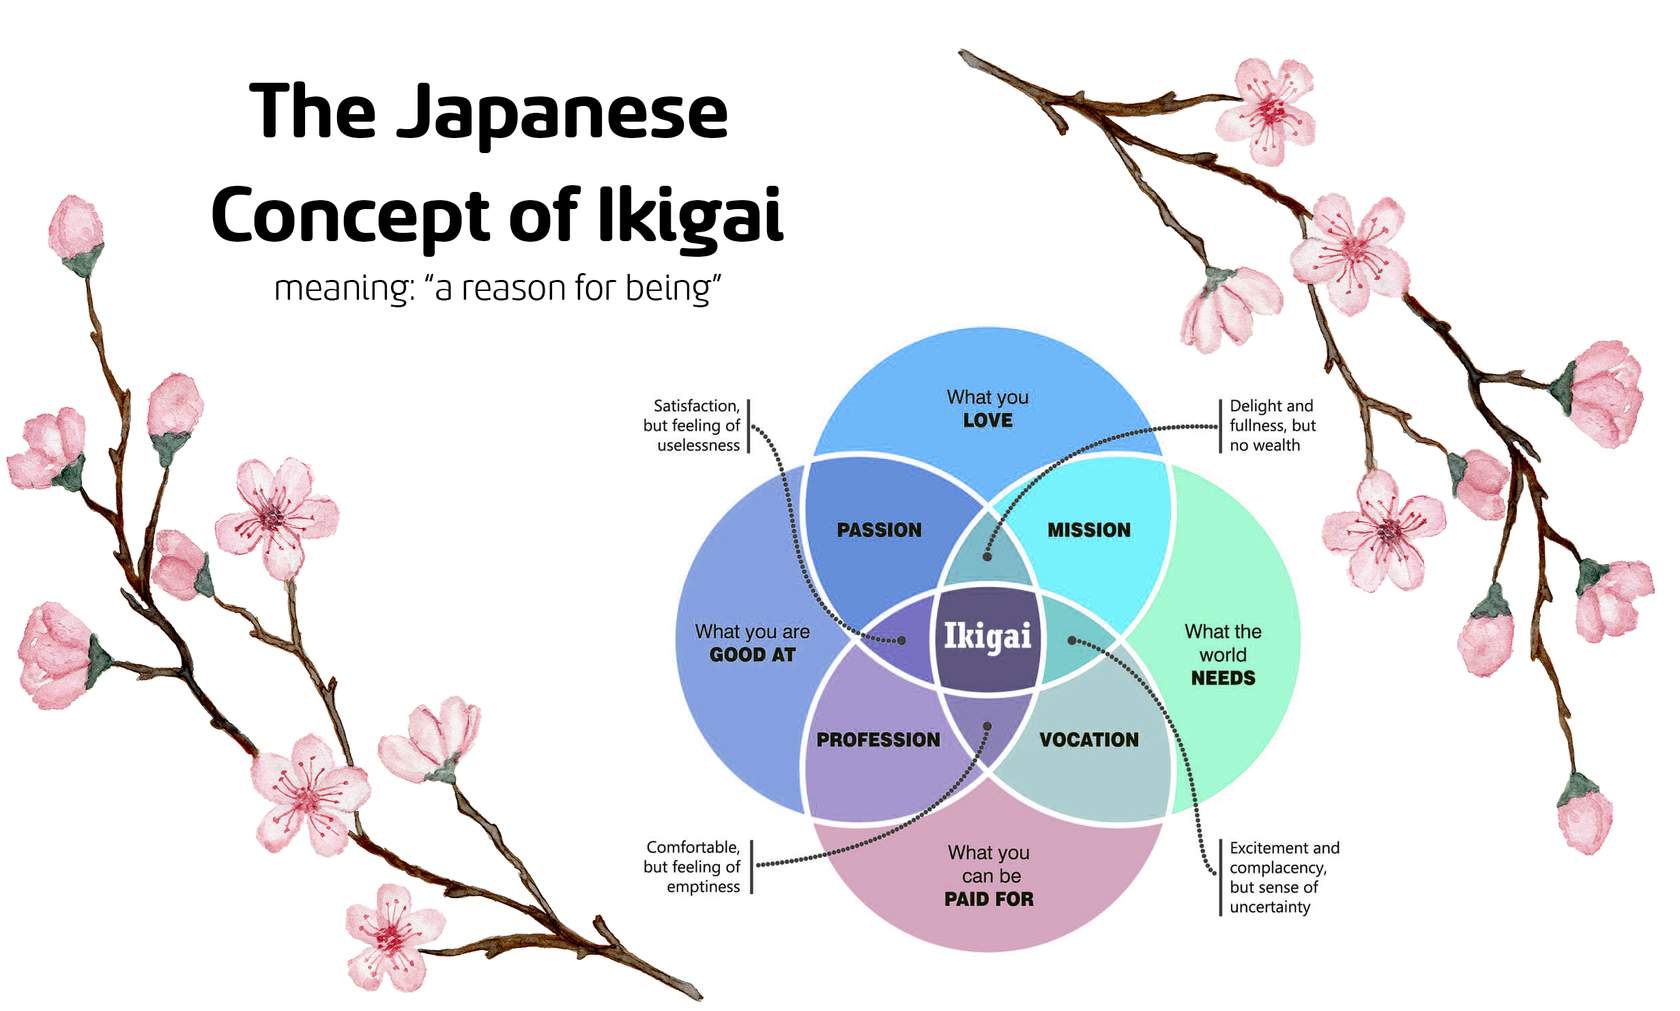 The Japanese
Concept of Ikigai
meaning: “a reason for being”
Satisfaction,
but feeling of
uselessness
What you
LOVE
Delight and
fullness, but
no wealth
PASSION
MISSION
What you are
GOOD AT
Ikigai
What the
world
NEEDS
PROFESSION
VOCATION
Comfortable,
but feeling of
emptiness
What you
can be
PAID FOR
Excitement and
complacency,
but sense of
uncertainty